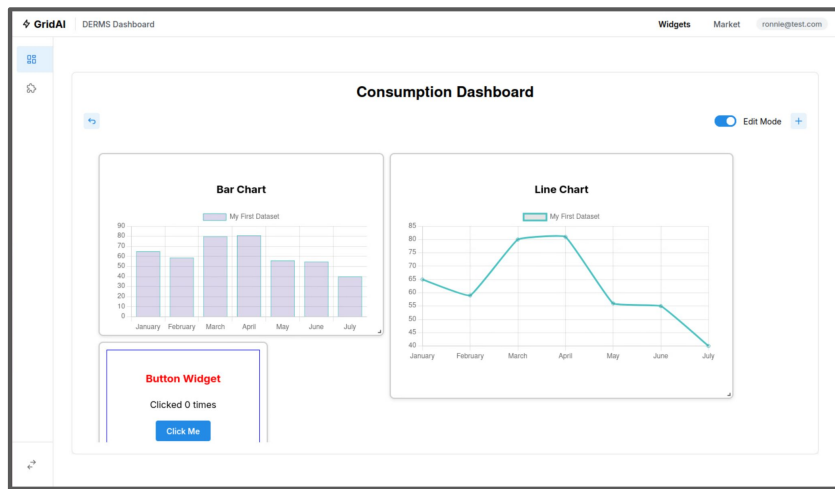 GridAI DERMS Dashboard Widgets Market ronnie@test.com
Consumption Dashboard
Edit Mode
Bar Chart
My First Dataset
90
80
70
60
50
40
30
20
10
0
January February March April May June July
Line Chart
My First Dataset
85
80
75
70
65
60
55
50
45
40
January February March April May June July
Button Widget
Clicked 0 times
Click Me